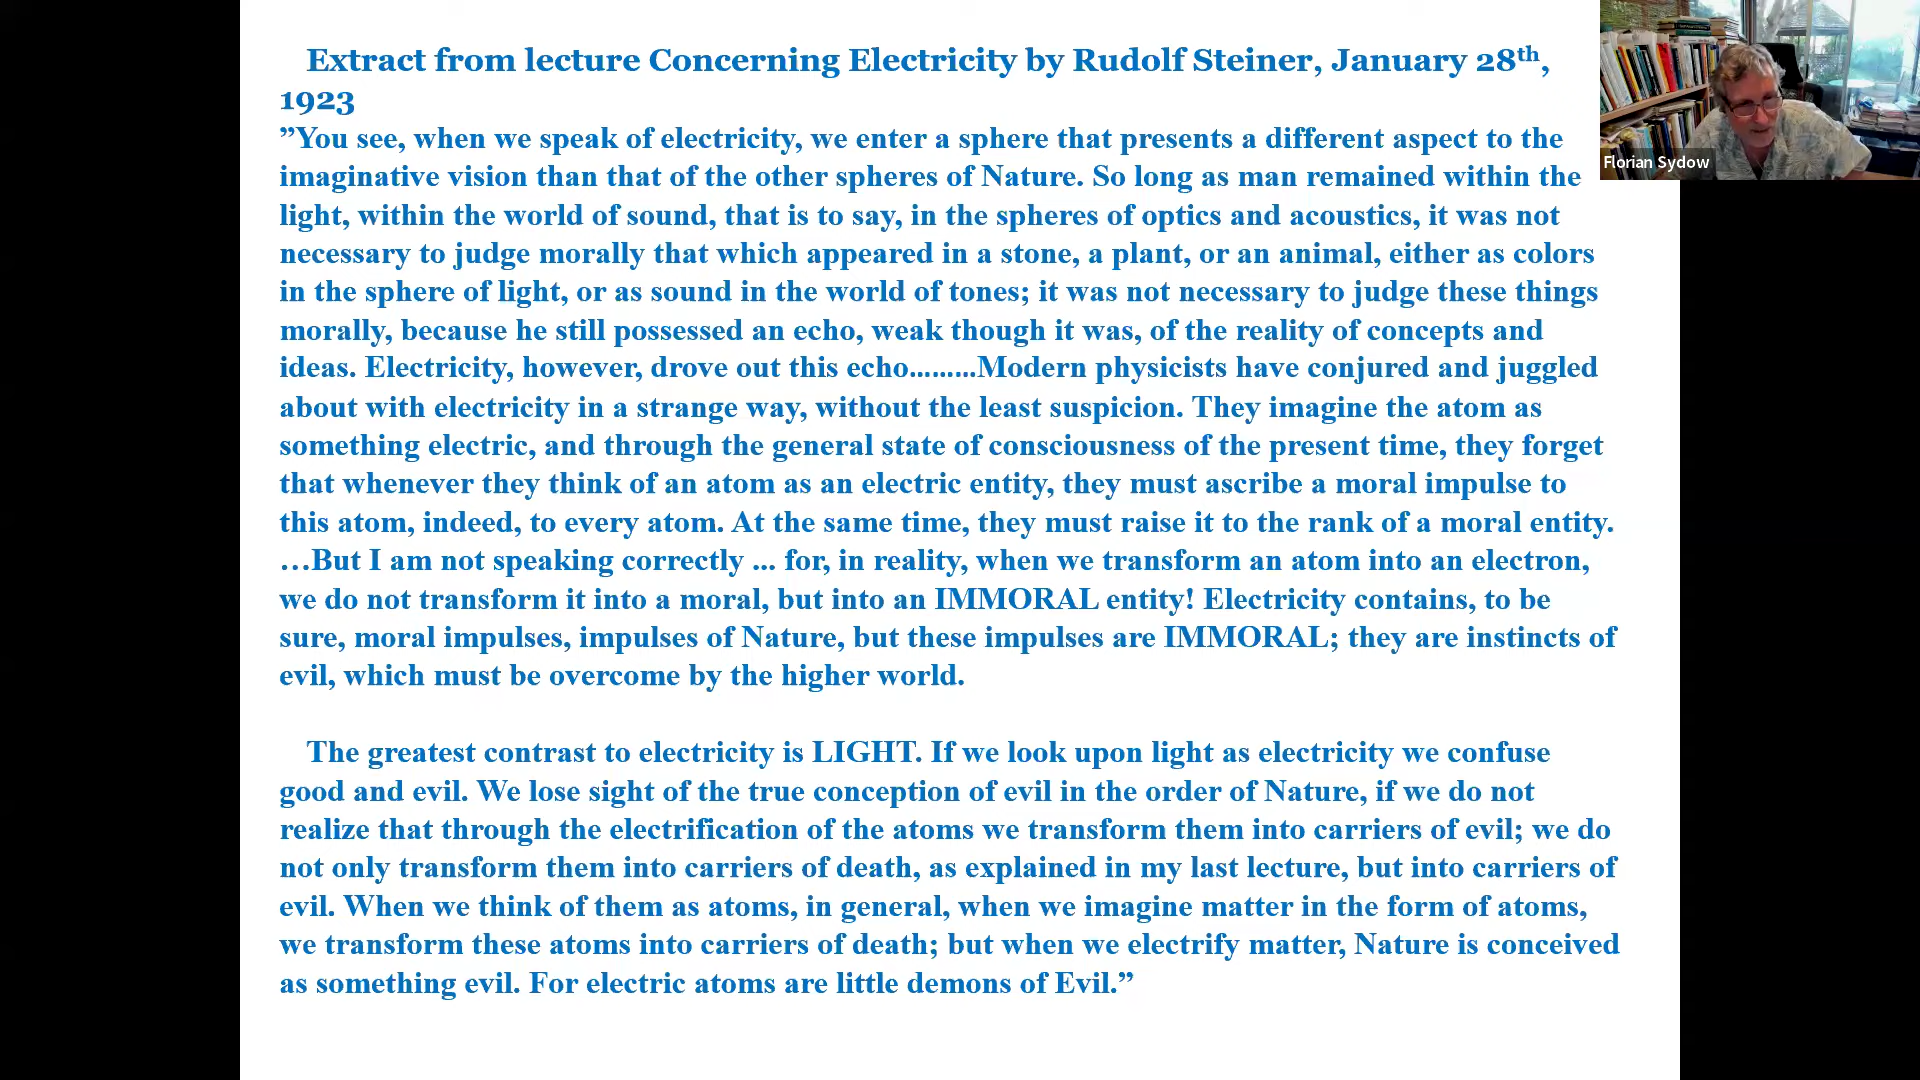 Extract from lecture Concerning Electricity by Rudolf Steiner, January 28th,
1923
”You see, when we speak of electricity, we enter a sphere that presents a different aspect to the
imaginative vision than that of the other spheres of Nature. So long as man remained within the
light, within the world of sound, that is to say, in the spheres of optics and acoustics, it was not
necessary to judge morally that which appeared in a stone, a plant, or an animal, either as colors
in the sphere of light, or as sound in the world of tones; it was not necessary to judge these things
morally, because he still possessed an echo, weak though it was, of the reality of concepts and
ideas. Electricity, however, drove out this echo.........Modern physicists have conjured and juggled
about with electricity in a strange way, without the least suspicion. They imagine the atom as
something electric, and through the general state of consciousness of the present time, they forget
that whenever they think of an atom as an electric entity, they must ascribe a moral impulse to
this atom, indeed, to every atom. At the same time, they must raise it to the rank of a moral entity.
…But I am not speaking correctly ... for, in reality, when we transform an atom into an electron,
we do not transform it into a moral, but into an IMMORAL entity! Electricity contains, to be
sure, moral impulses, impulses of Nature, but these impulses are IMMORAL; they are instincts of
evil, which must be overcome by the higher world.
The greatest contrast to electricity is LIGHT. If we look upon light as electricity we confuse
good and evil. We lose sight of the true conception of evil in the order of Nature, if we do not
realize that through the electrification of the atoms we transform them into carriers of evil; we do
not only transform them into carriers of death, as explained in my last lecture, but into carriers of
evil. When we think of them as atoms, in general, when we imagine matter in the form of atoms,
we transform these atoms into carriers of death; but when we electrify matter, Nature is conceived
as something evil. For electric atoms are little demons of Evil.”
Florian Sydow